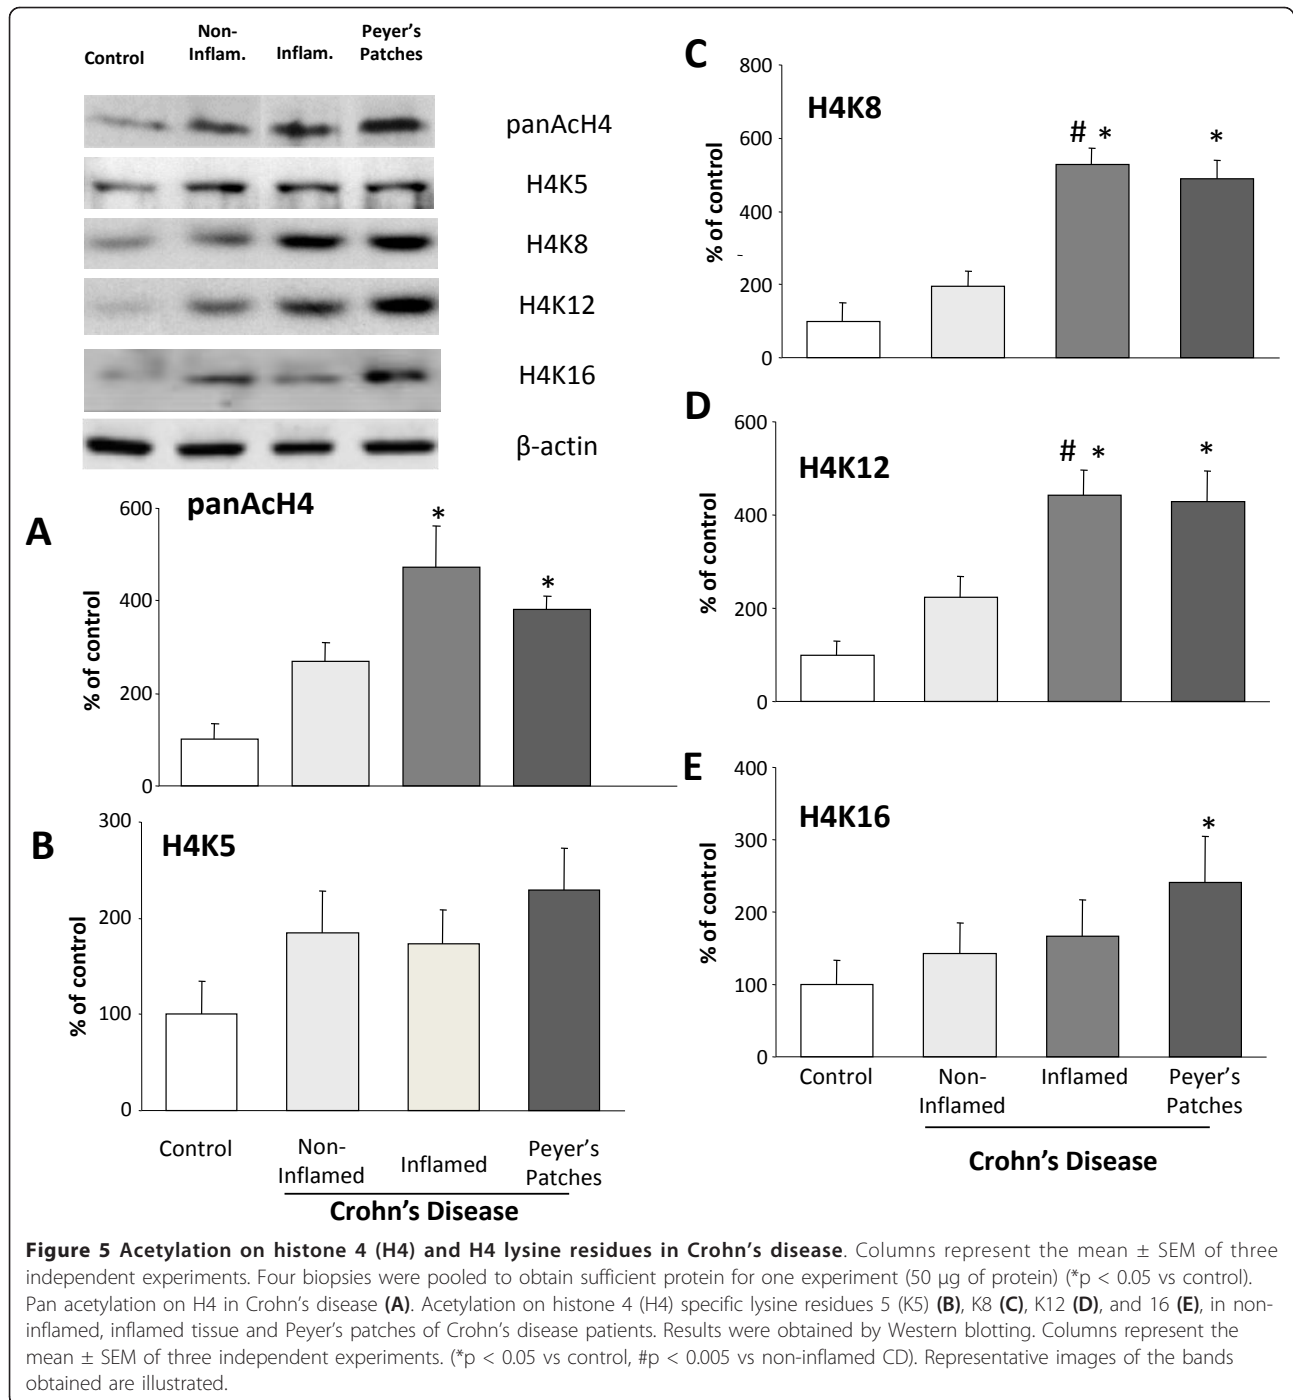 Control
Non-
Inflam.
Inflam.
Peyer's
Patches
panAcH4
H4K5
H4K8
H4K12
H4K16
β-actin
A
panAcH4
% of control
600
400
200
0
*
*
B
H4K5
% of control
300
200
100
0
Control
Non-
Inflamed
Inflamed
Peyer's
Patches
Crohn's Disease
C
H4K8
% of control
800
600
400
200
0
# *
*
D
H4K12
% of control
600
400
200
0
# *
*
E
H4K16
% of control
400
300
200
100
0
*
Control
Non-
Inflamed
Inflamed
Peyer's
Patches
Crohn's Disease
Figure 5 Acetylation on histone 4 (H4) and H4 lysine residues in Crohn's disease. Columns represent the mean ± SEM of three
independent experiments. Four biopsies were pooled to obtain sufficient protein for one experiment (50 μg of protein) (*p < 0.05 vs control).
Pan acetylation on H4 in Crohn's disease (A). Acetylation on histone 4 (H4) specific lysine residues 5 (K5) (B), K8 (C), K12 (D), and 16 (E), in non-
inflamed, inflamed tissue and Peyer's patches of Crohn's disease patients. Results were obtained by Western blotting. Columns represent the
mean ± SEM of three independent experiments. (*p < 0.05 vs control, #p < 0.005 vs non-inflamed CD). Representative images of the bands
obtained are illustrated.